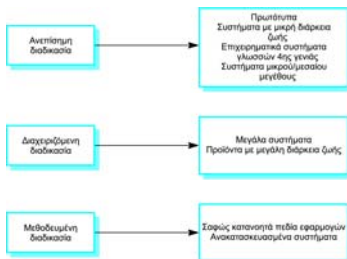 Ανεπίσημη
διαδικασία
Πρωτότυπα
Συστήματα με μικρή διάρκεια
ζωής
Επιχειρηματικά συστήματα
γλωσσών 4ης γενιάς
Συστήματα μικρού/μεσαίου
μεγέθους
Διαχειριζόμενη
διαδικασία
Μεγάλα συστήματα
Προϊόντα με μεγάλη διάρκεια ζωής
Μεθοδευμένη
διαδικασία
Σαφώς κατανοητά πεδία εφαρμογών
Ανακατασκευασμένα συστήματα